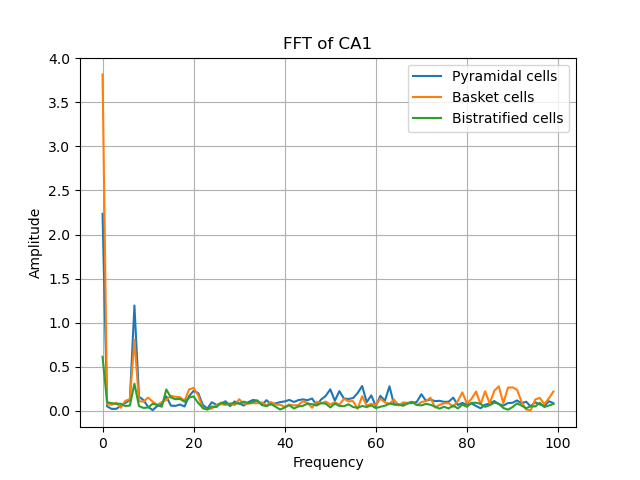 FFT of CA1
Pyramidal cells
Basket cells
Bistratified cells
Amplitude
4.0
3.5
3.0
2.5
2.0
1.5
1.0
0.5
0.0
0 20 40 60 80 100
Frequency